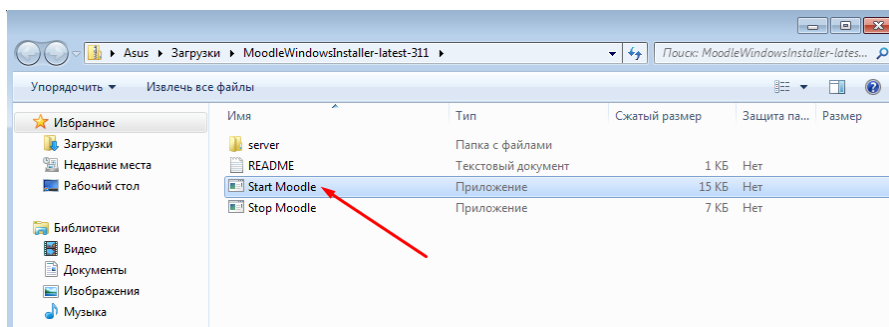 Asus ▸ Загрузки ▸ MoodleWindowsInstaller-latest-311 ▸ Поиск: MoodleWindowsInstaller-lates...
Упорядочить ▾ Извлечь все файлы
Избранное
Загрузки
Недавние места
Рабочий стол
Библиотеки
Видео
Документы
Изображения
Музыка
Имя Тип Сжатый размер Защита па... Размер
server Папка с файлами
README Текстовый документ 1 КБ Нет
Start Moodle Приложение 15 КБ Нет
Stop Moodle Приложение 7 КБ Нет